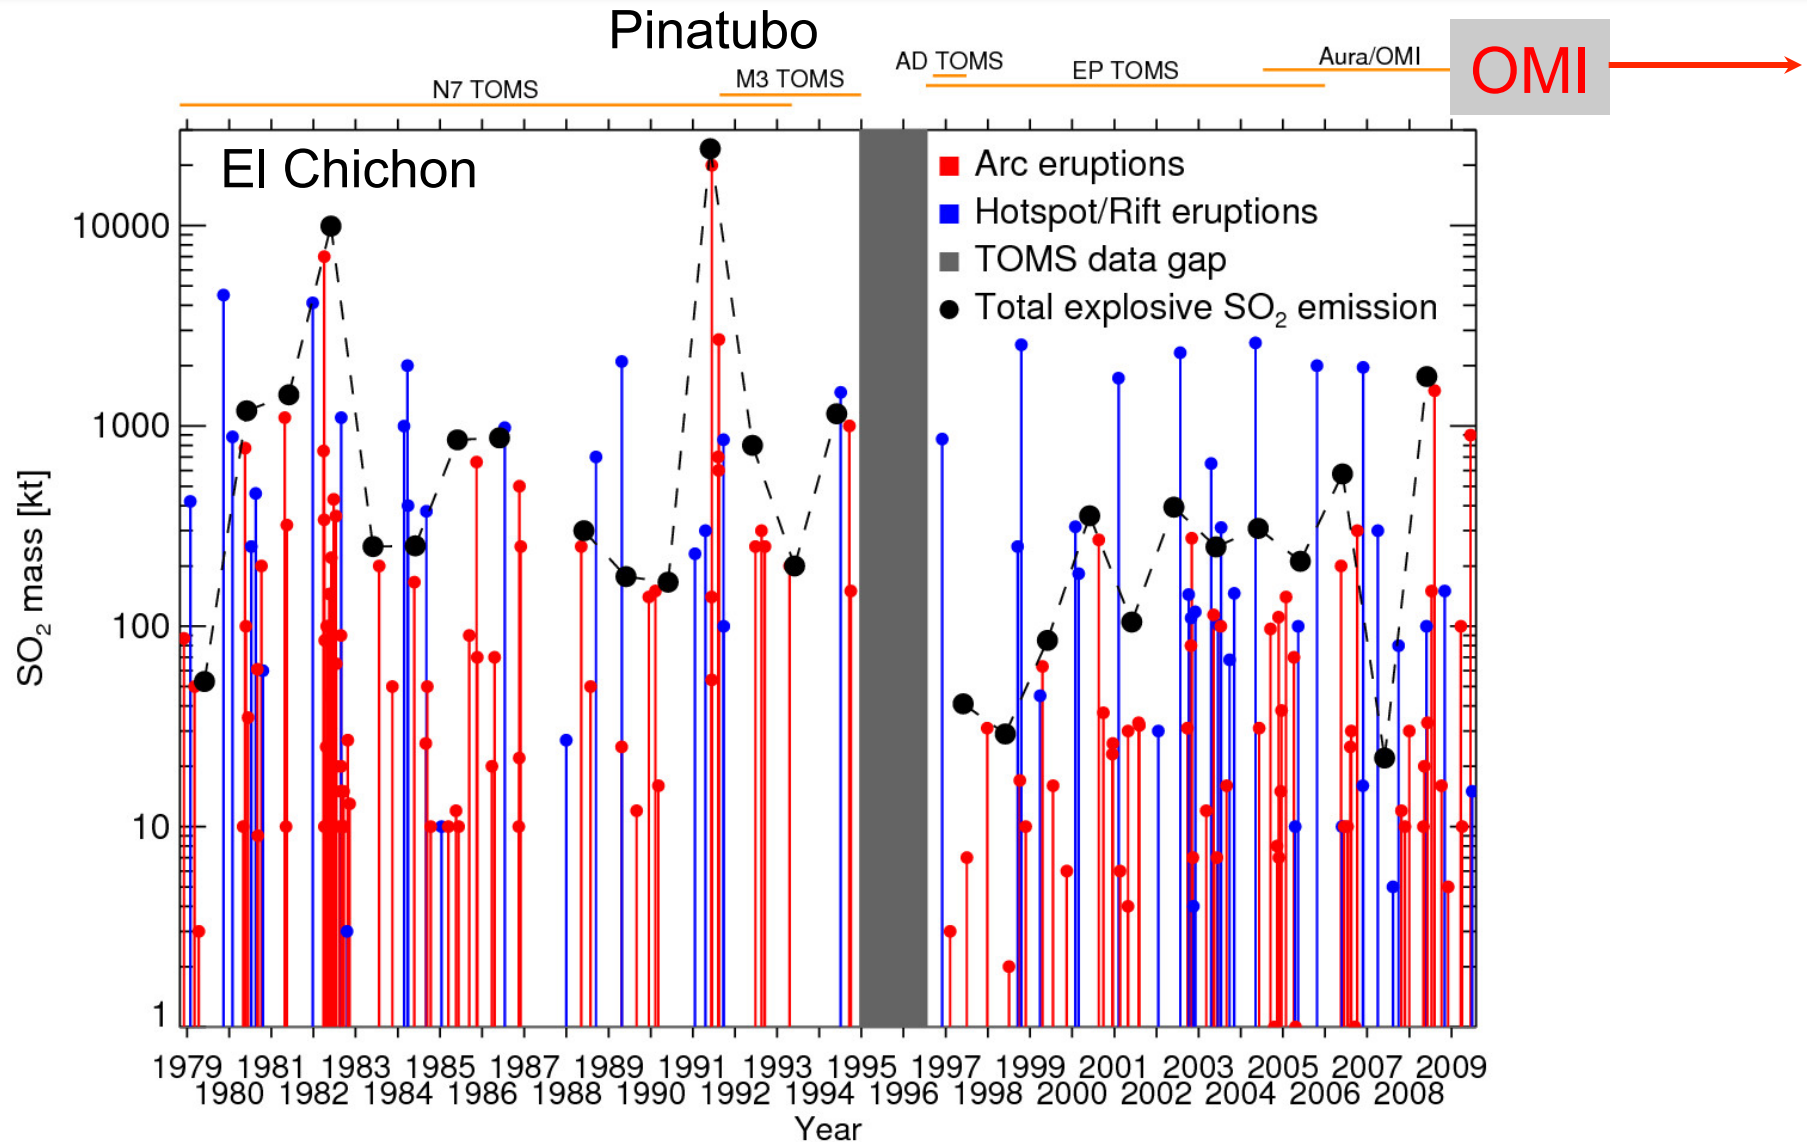 Pinatubo
N7 TOMS
M3 TOMS
AD TOMS
EP TOMS
Aura/OMI
OMI
El Chichon
Arc eruptions
Hotspot/Rift eruptions
TOMS data gap
Total explosive SO₂ emission
SO₂ mass [kt]
10000
1000
100
10
1
1979 1981 1983 1985 1987 1989 1991 1993 1995 1997 1999 2001 2003 2005 2007 2009
1980 1982 1984 1986 1988 1990 1992 1994 1996 1998 2000 2002 2004 2006 2008
Year